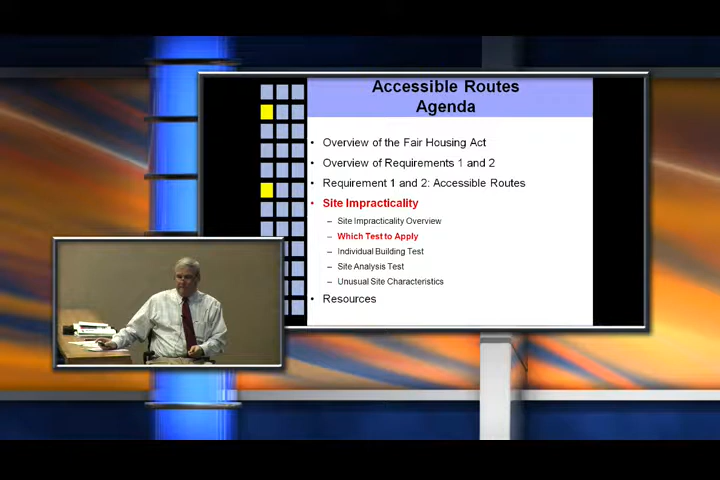 Accessible Routes
Agenda
• Overview of the Fair Housing Act
• Overview of Requirements 1 and 2
• Requirement 1 and 2: Accessible Routes
• Site Impracticality
– Site Impracticality Overview
– Which Test to Apply
– Individual Building Test
– Site Analysis Test
– Unusual Site Characteristics
• Resources